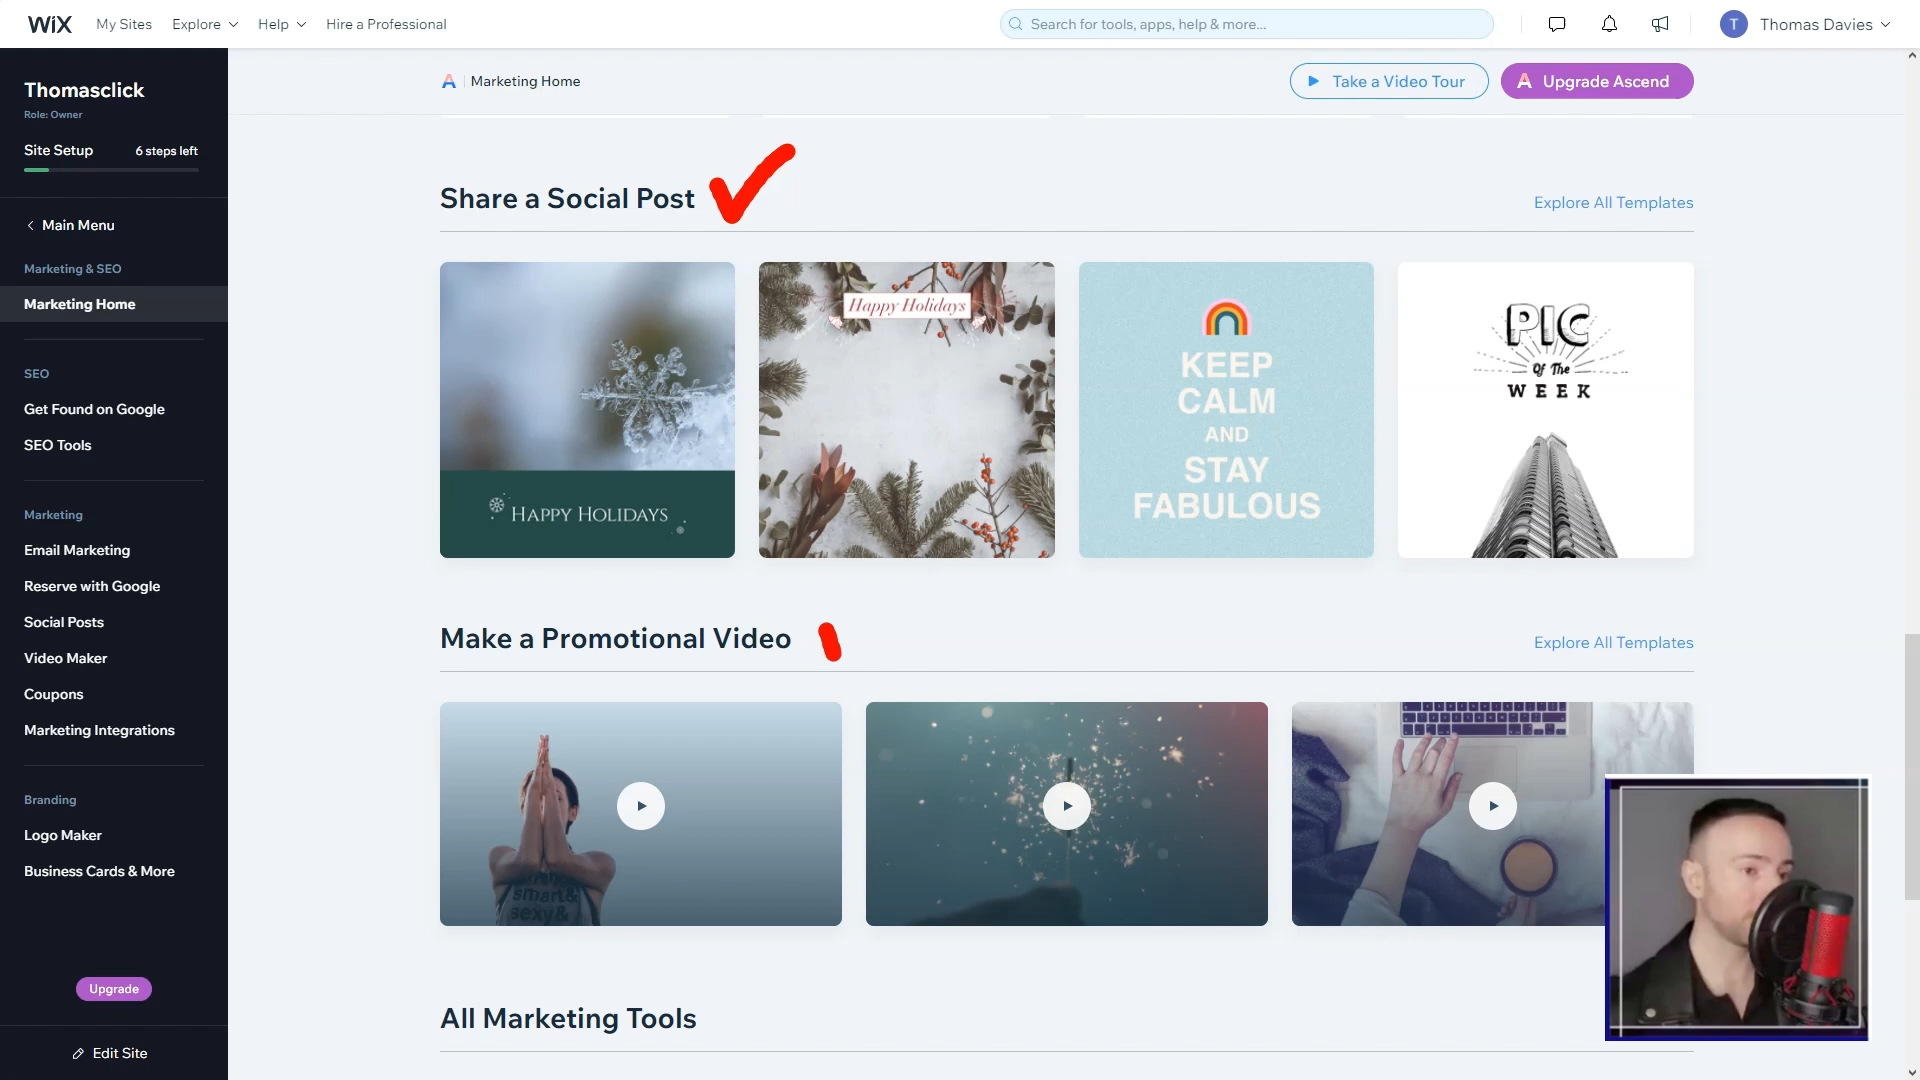 WiX My Sites Explore Help Hire a Professional Search for tools, apps, help & more... T Thomas Davies
Thomasclick
Role: Owner
Site Setup 6 steps left
Main Menu
Marketing & SEO
Marketing Home
SEO
Get Found on Google
SEO Tools
Marketing
Email Marketing
Reserve with Google
Social Posts
Video Maker
Coupons
Marketing Integrations
Branding
Logo Maker
Business Cards & More
Upgrade
Edit Site
A Marketing Home Take a Video Tour A Upgrade Ascend
Share a Social Post Explore All Templates
HAPPY HOLIDAYS
Happy Holidays
KEEP
CALM
AND
STAY
FABULOUS
PIC
Of The
WEEK
Make a Promotional Video Explore All Templates
smart&
sexy&
All Marketing Tools